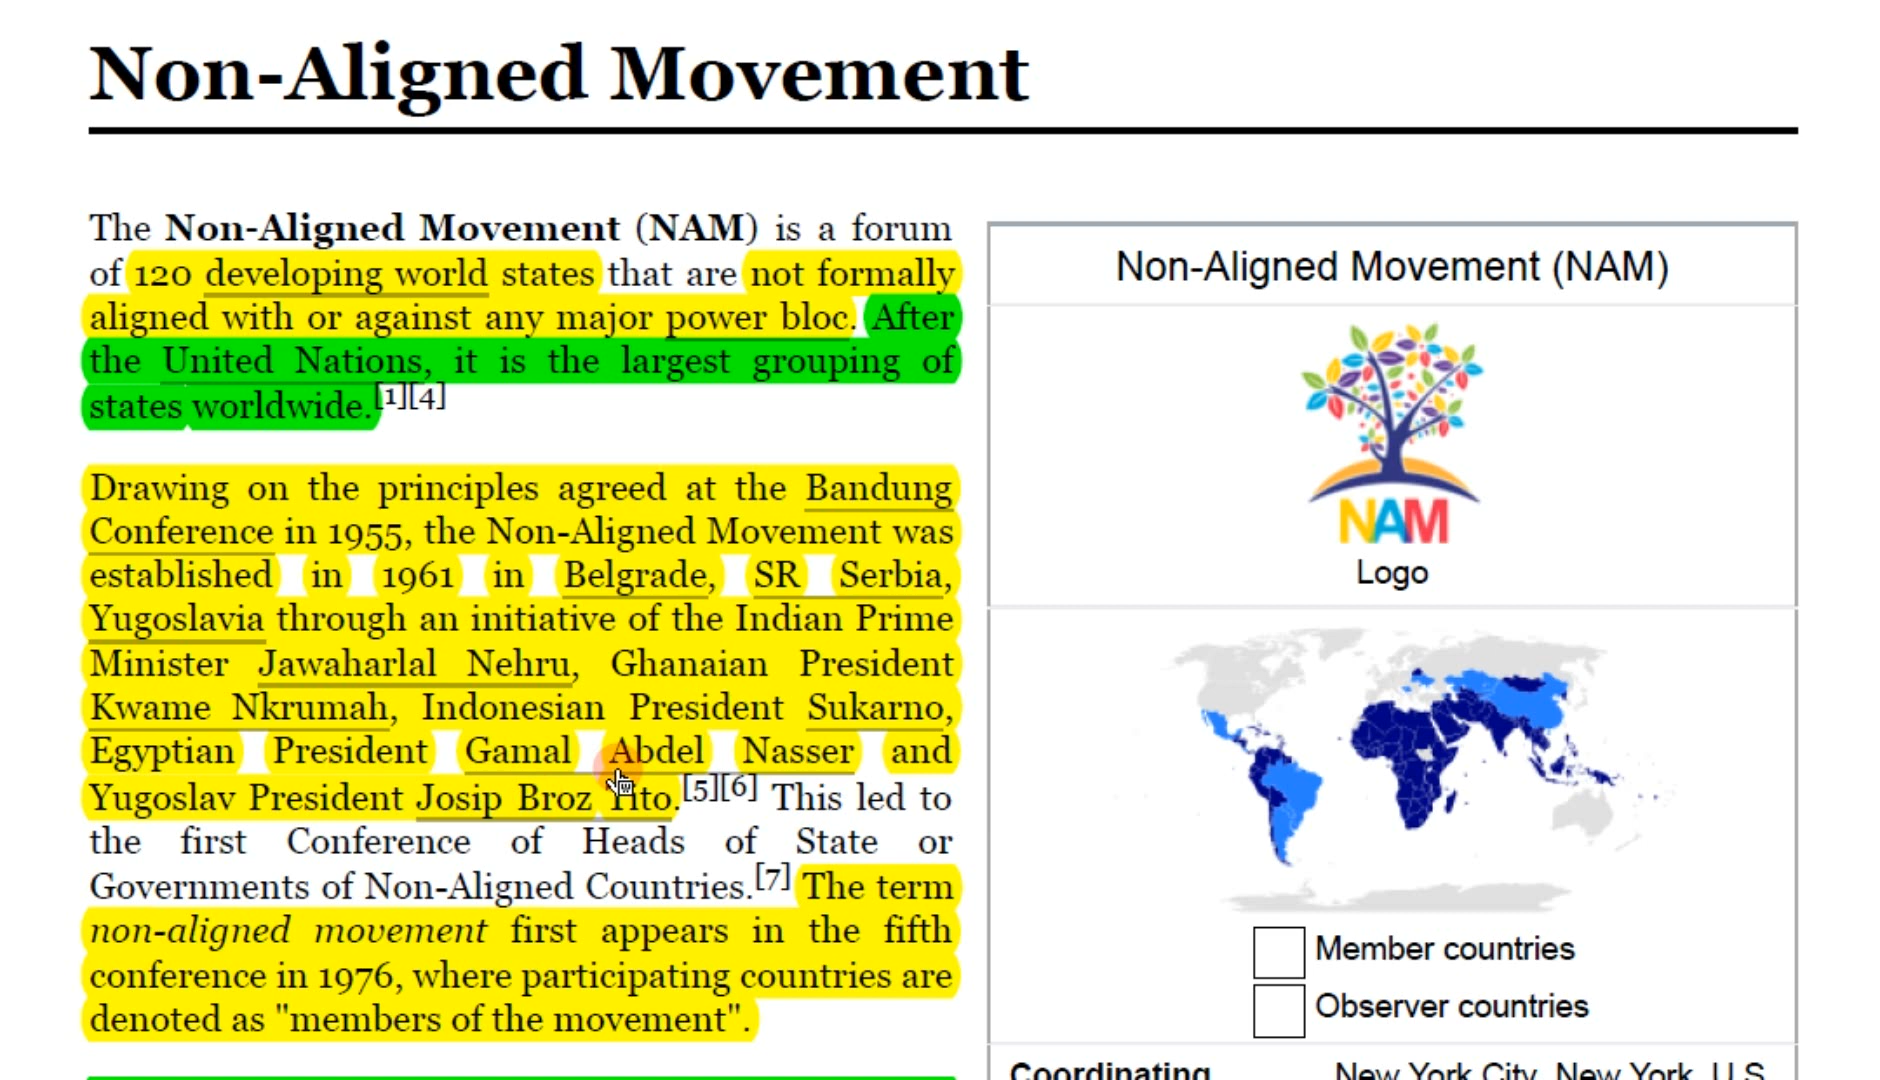 Non-Aligned Movement
The Non-Aligned Movement (NAM) is a forum
of 120 developing world states that are not formally
aligned with or against any major power bloc. After
the United Nations, it is the largest grouping of
states worldwide.[1][4]
Drawing on the principles agreed at the Bandung
Conference in 1955, the Non-Aligned Movement was
established in 1961 in Belgrade, SR Serbia,
Yugoslavia through an initiative of the Indian Prime
Minister Jawaharlal Nehru, Ghanaian President
Kwame Nkrumah, Indonesian President Sukarno,
Egyptian President Gamal Abdel Nasser and
Yugoslav President Josip Broz Tito.[5][6] This led to
the first Conference of Heads of State or
Governments of Non-Aligned Countries.[7] The term
non-aligned movement first appears in the fifth
conference in 1976, where participating countries are
denoted as "members of the movement".
Non-Aligned Movement (NAM)
NAM
Logo
Member countries
Observer countries
Coordinating New York City, New York, U.S.